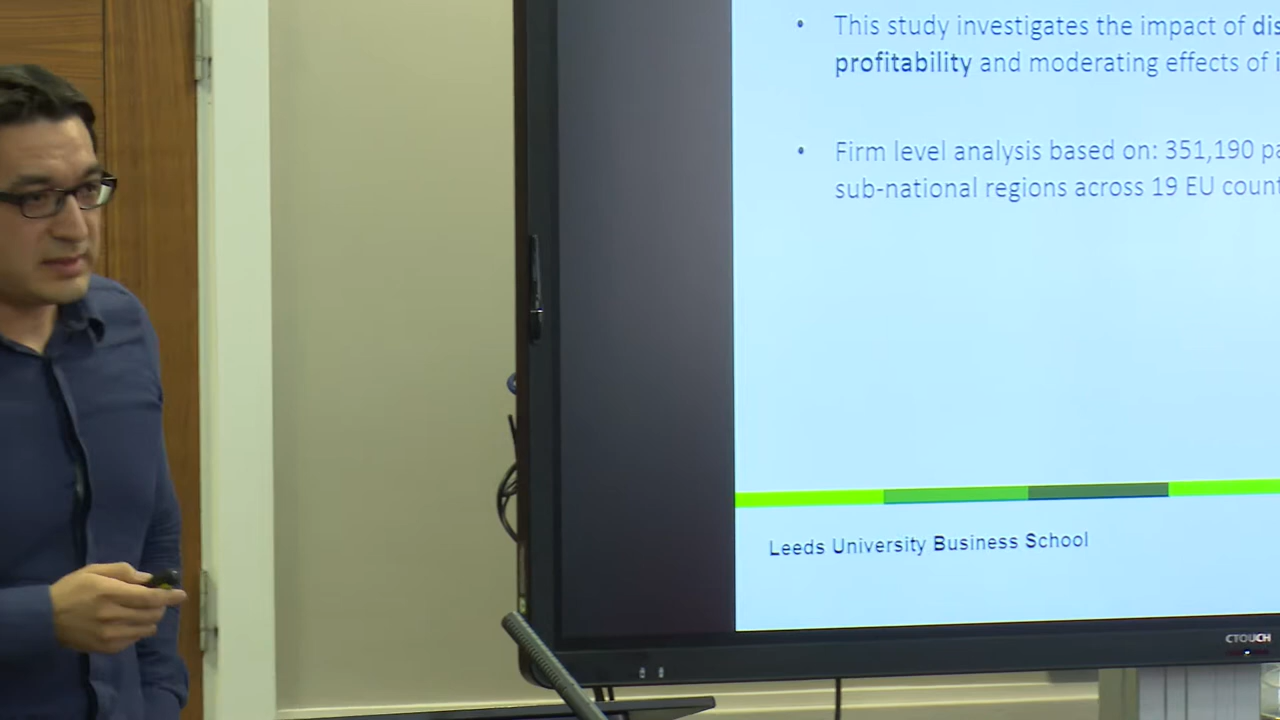 This study investigates the impact of
profitability and moderating effects of
Firm level analysis based on: 351,190
sub-national regions across 19 EU
Leeds University Business School
CTOUCH